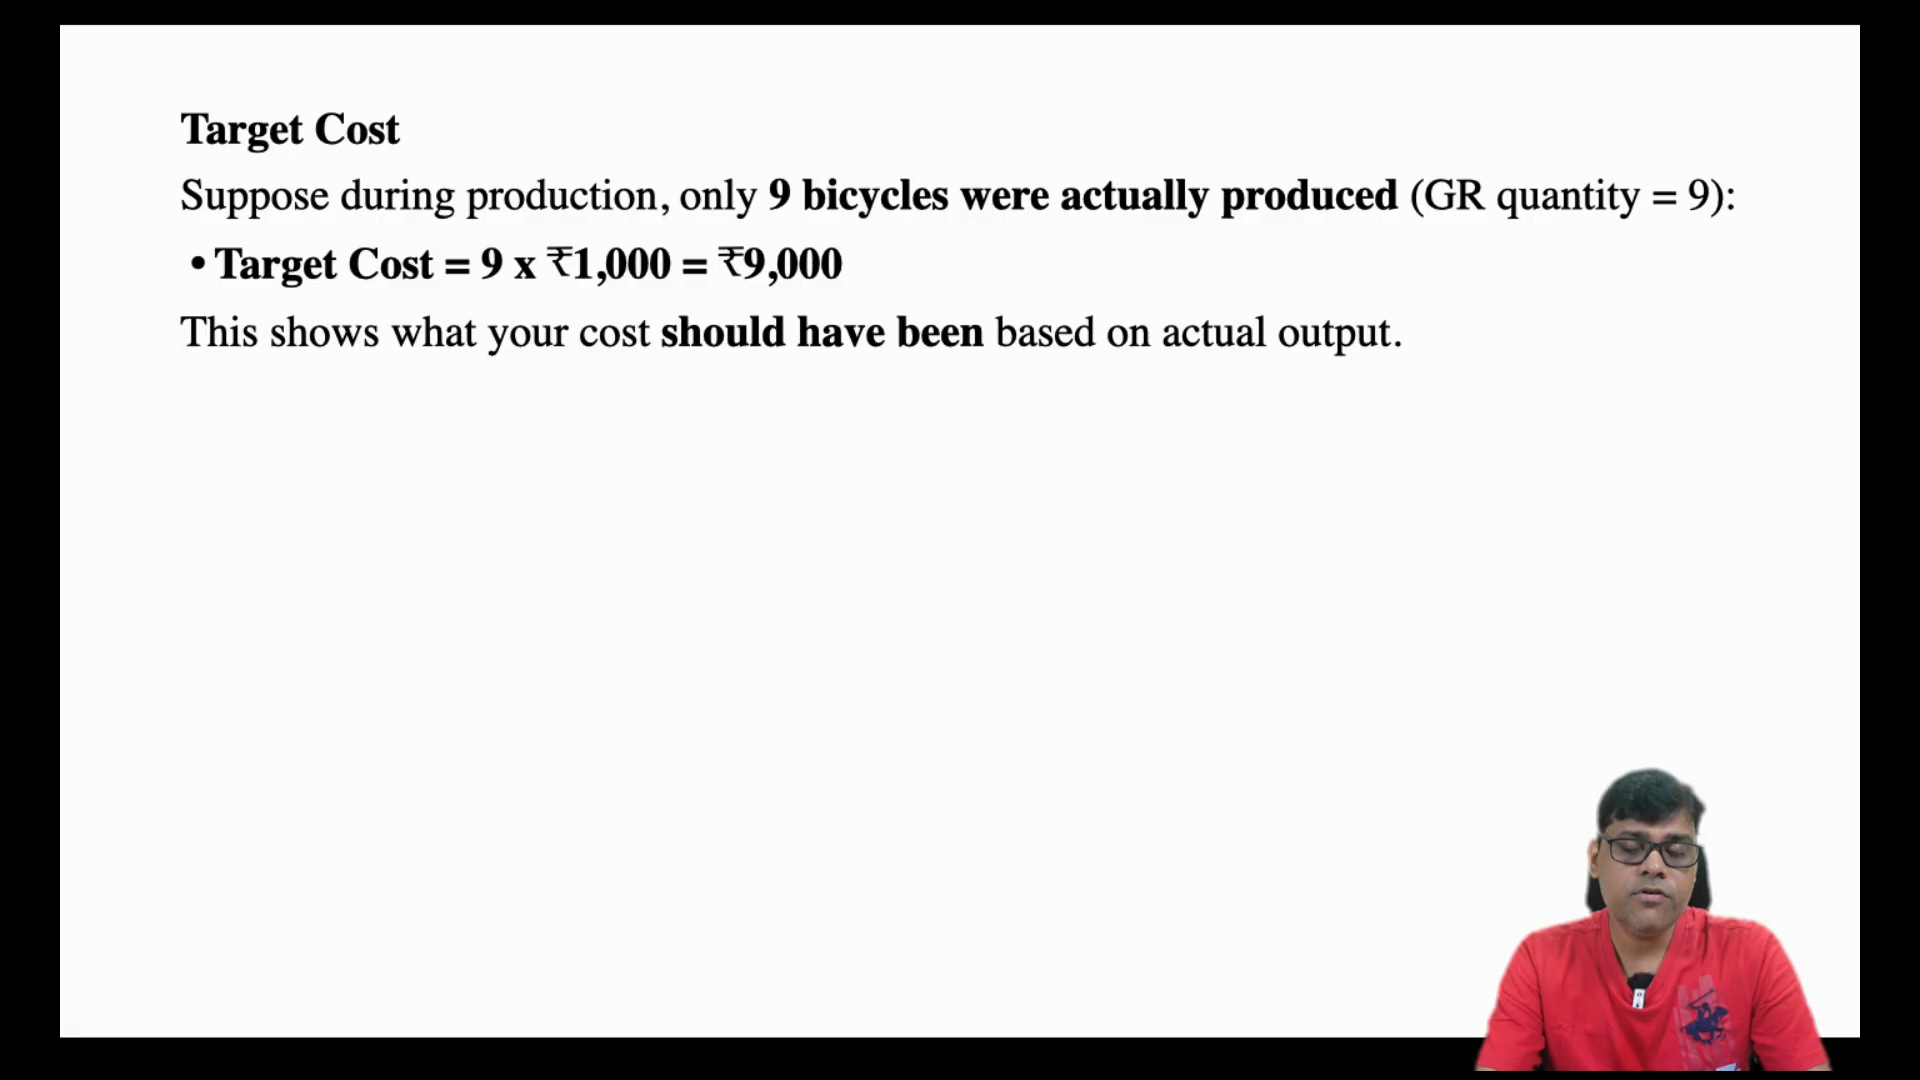 Target Cost
Suppose during production, only 9 bicycles were actually produced (GR quantity = 9):
• Target Cost = 9 x ₹1,000 = ₹9,000
This shows what your cost should have been based on actual output.